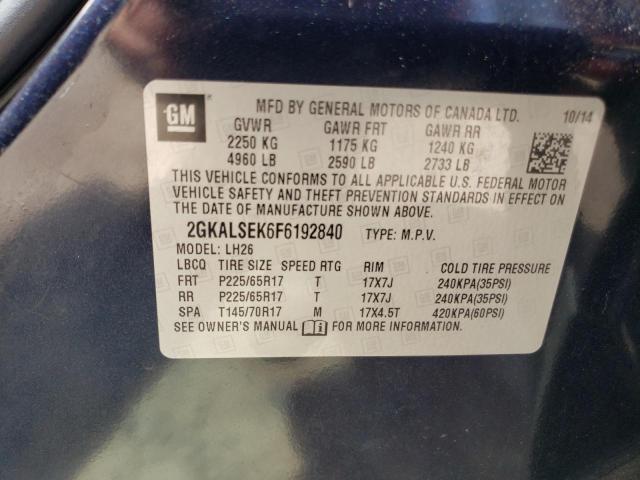 GM
MFD BY GENERAL MOTORS OF CANADA LTD. 10/14
GVWR GAWR FRT GAWR RR
2250 KG 1175 KG 1240 KG
4960 LB 2590 LB 2733 LB
THIS VEHICLE CONFORMS TO ALL APPLICABLE U.S. FEDERAL MOTOR
VEHICLE SAFETY AND THEFT PREVENTION STANDARDS IN EFFECT ON
THE DATE OF MANUFACTURE SHOWN ABOVE.
2GKALSEK6F6192840 TYPE: M.P.V.
MODEL: LH26
LBCQ TIRE SIZE SPEED RTG RIM COLD TIRE PRESSURE
FRT P225/65R17 T 17X7J 240KPA(35PSI)
RR P225/65R17 T 17X7J 240KPA(35PSI)
SPA T145/70R17 M 17X4.5T 420KPA(60PSI)
SEE OWNER'S MANUAL FOR MORE INFORMATION.